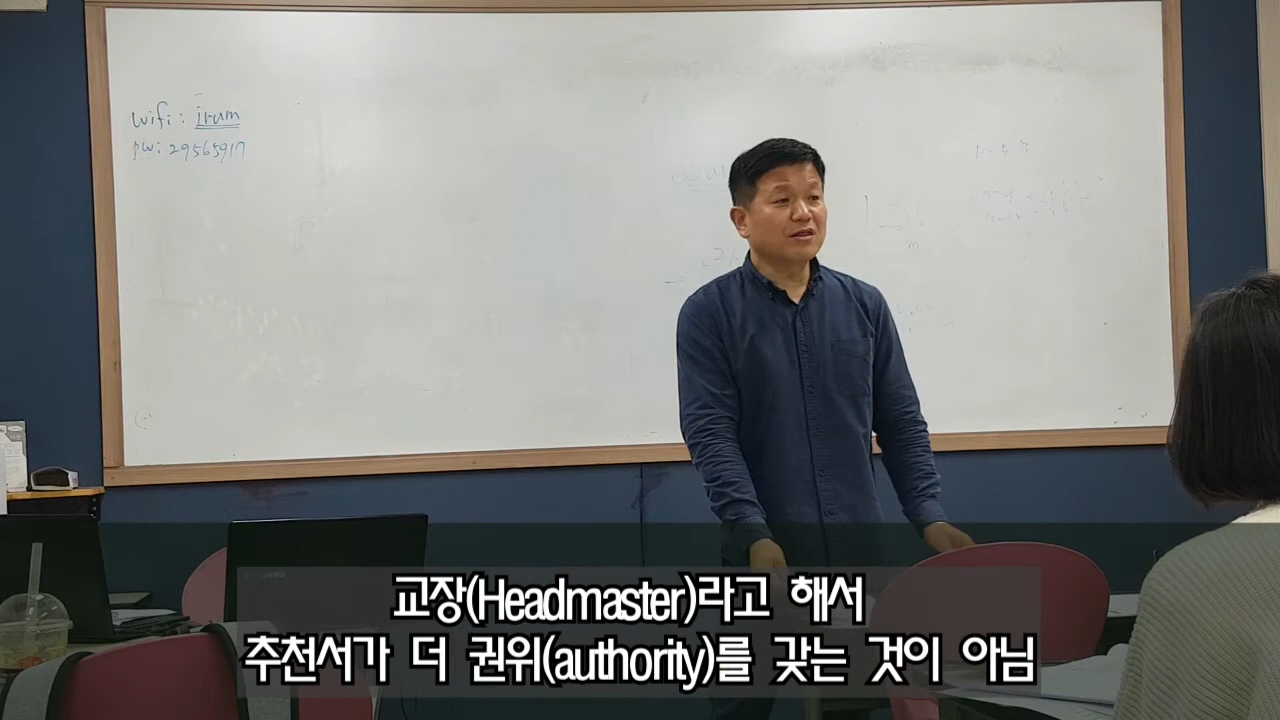 wifi: iram
pw: 29565917
교장(Headmaster)라고 해서
추천서가 더 권위(authority)를 갖는 것이 아님